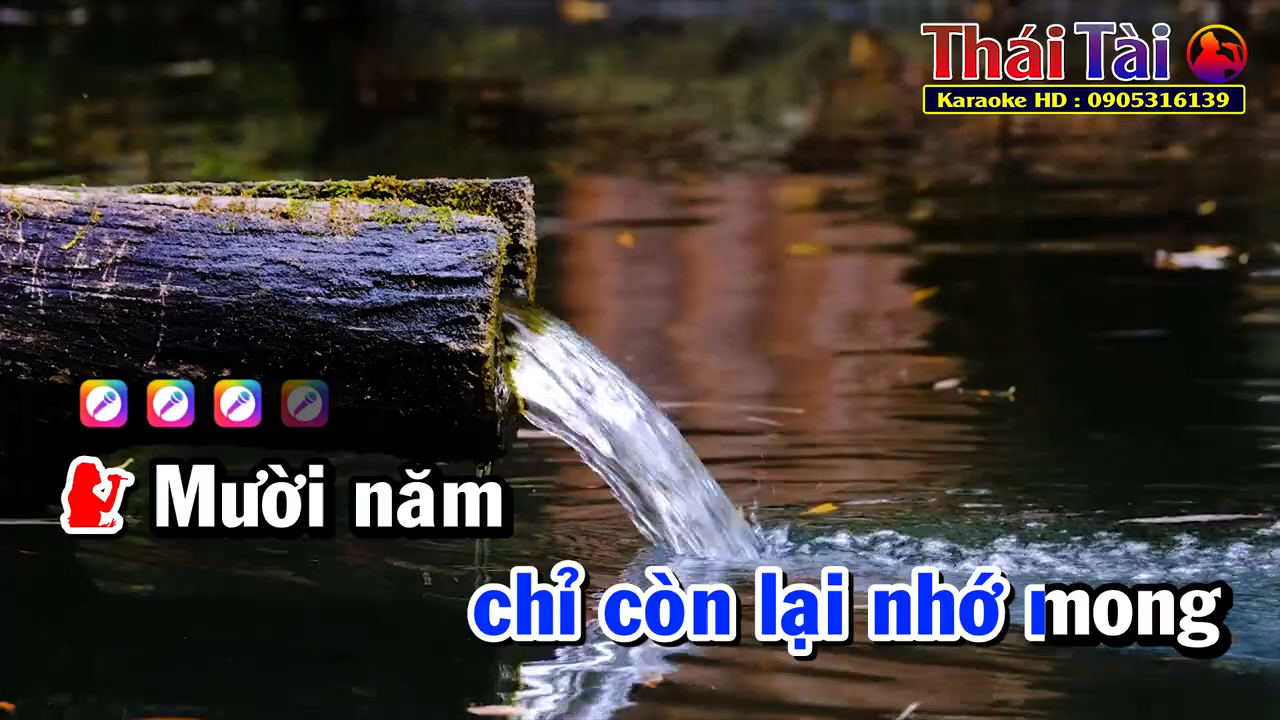 Thái Tài
Karaoke HD : 0905316139
Mười năm
chỉ còn lại nhớ mong